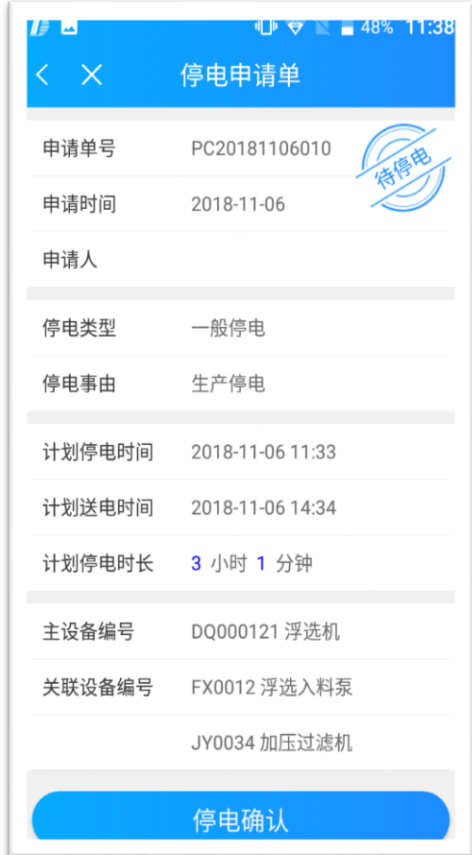 48% 11:38
停电申请单
申请单号 PC20181106010
待停电
申请时间 2018-11-06
申请人
停电类型 一般停电
停电事由 生产停电
计划停电时间 2018-11-06 11:33
计划送电时间 2018-11-06 14:34
计划停电时长 3 小时 1 分钟
主设备编号 DQ000121 浮选机
关联设备编号 FX0012 浮选入料泵
JY0034 加压过滤机
停电确认